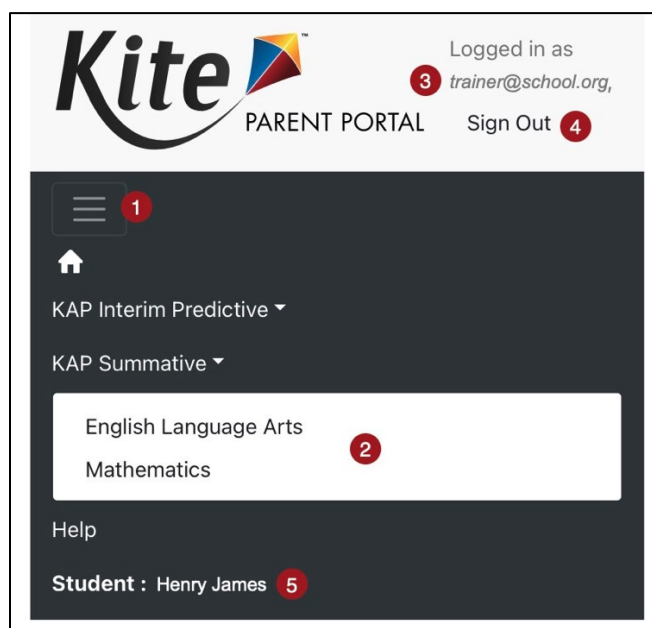 Kite™
PARENT PORTAL
Logged in as
3 trainer@school.org,
Sign Out 4
1
KAP Interim Predictive
KAP Summative
English Language Arts
2
Mathematics
Help
Student : Henry James 5